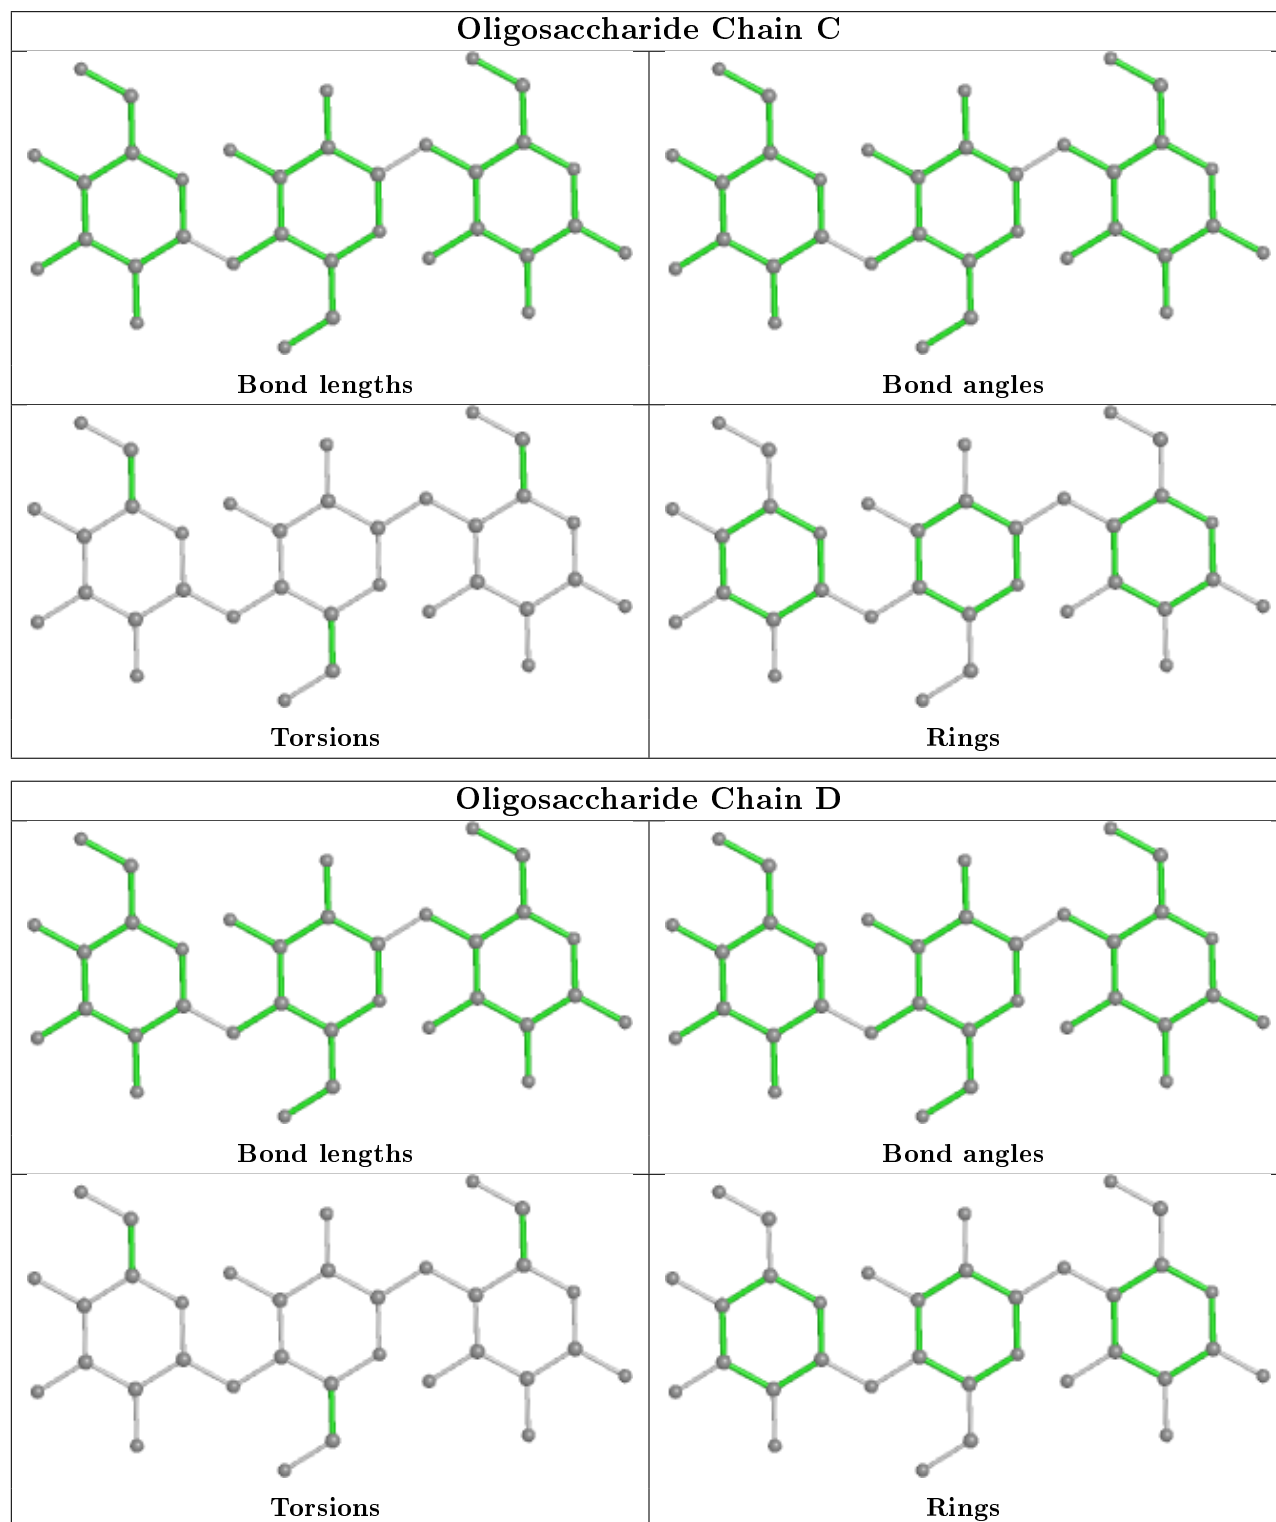 Oligosaccharide Chain C
Bond lengths
Bond angles
Torsions
Rings
Oligosaccharide Chain D
Bond lengths
Bond angles
Torsions
Rings